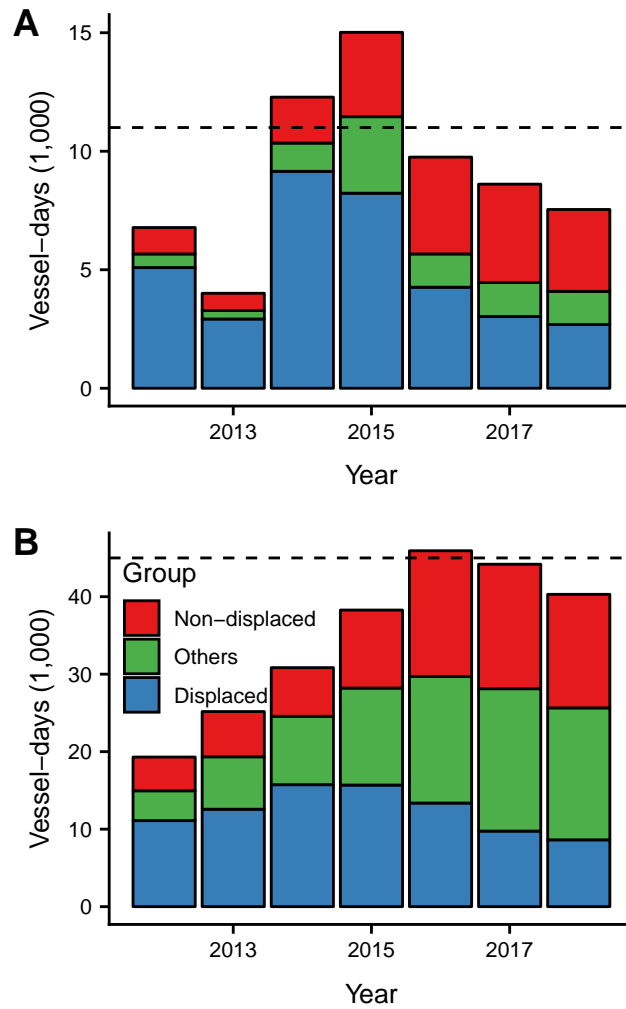 A
15
10
5
0
Vessel−days (1,000)
2013 2015 2017
Year
B
Group
Non−displaced
Others
Displaced
40
30
20
10
0
Vessel−days (1,000)
2013 2015 2017
Year